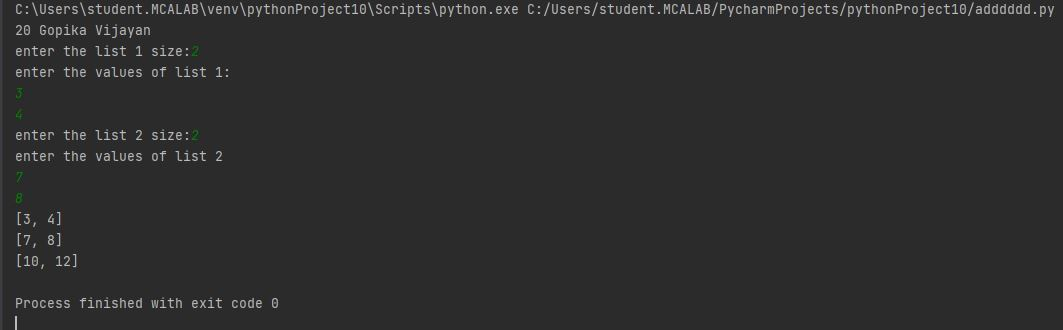 C:\Users\student.MCALAB\venv\pythonProject10\Scripts\python.exe C:/Users/student.MCALAB/PycharmProjects/pythonProject10/adddddd.py
20 Gopika Vijayan
enter the list 1 size:2
enter the values of list 1:
3
4
enter the list 2 size:2
enter the values of list 2
7
8
[3, 4]
[7, 8]
[10, 12]
Process finished with exit code 0